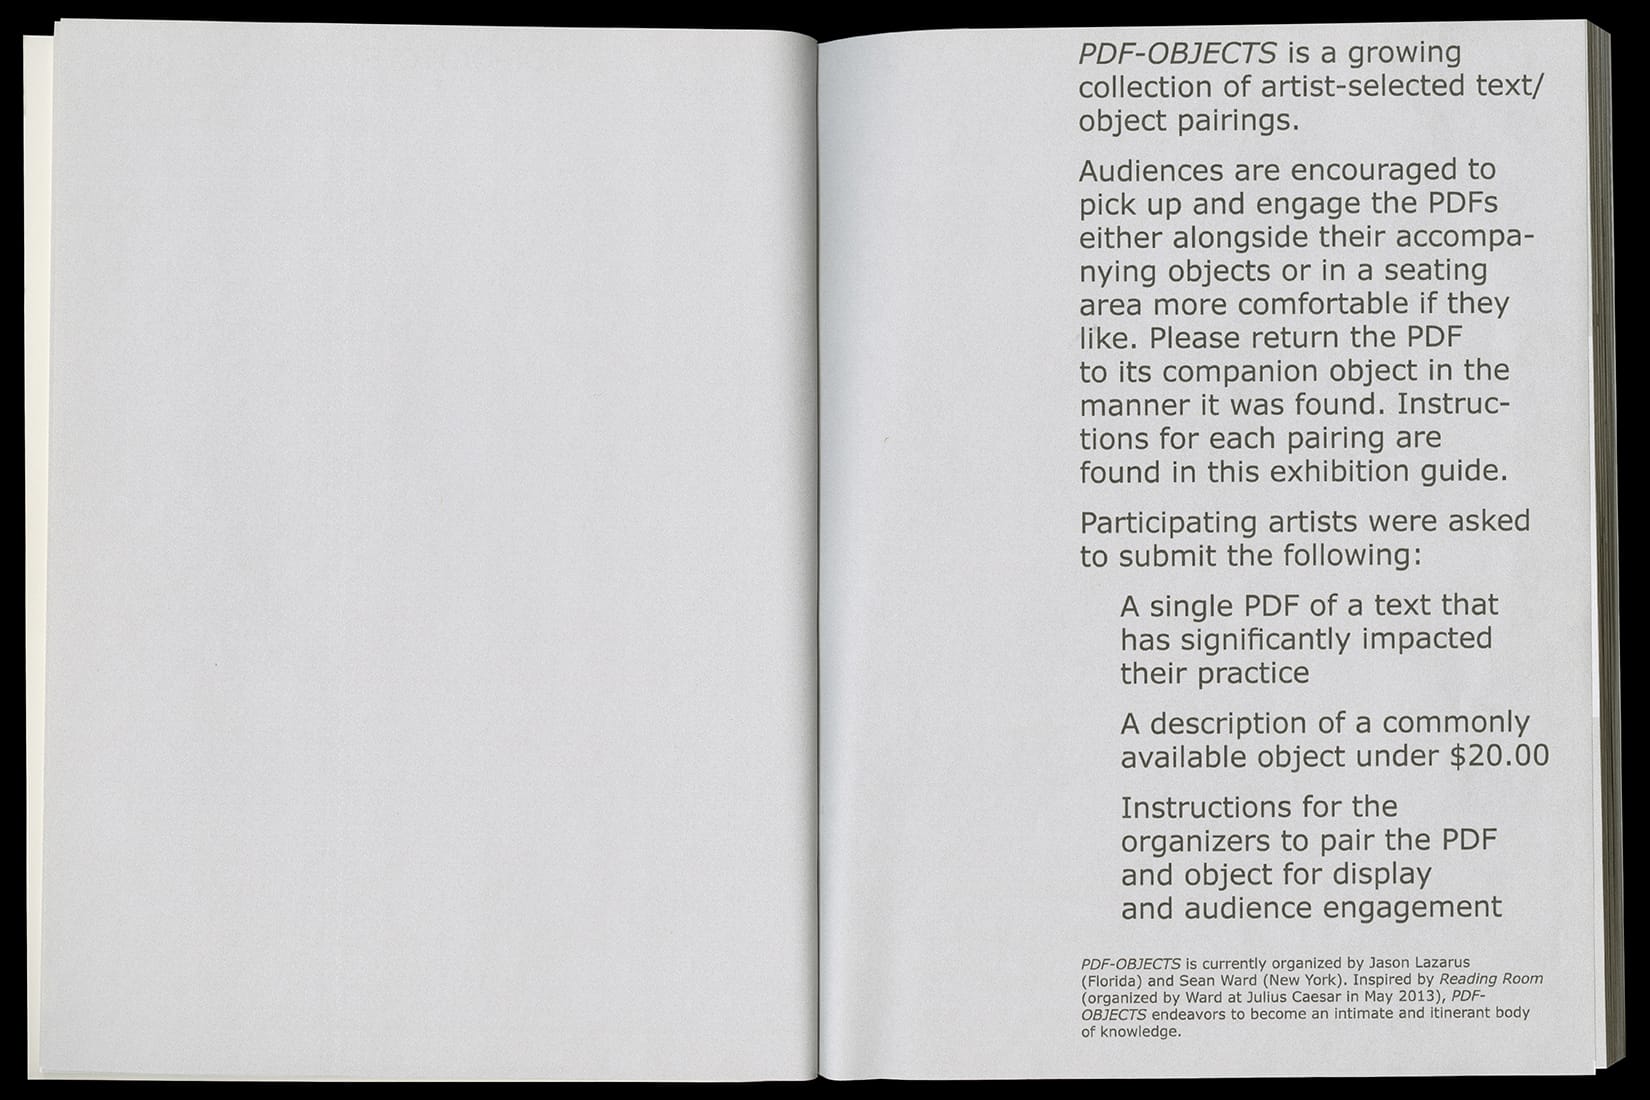 PDF-OBJECTS is a growing
collection of artist-selected text/
object pairings.
Audiences are encouraged to
pick up and engage the PDFs
either alongside their accompa-
nying objects or in a seating
area more comfortable if they
like. Please return the PDF
to its companion object in the
manner it was found. Instruc-
tions for each pairing are
found in this exhibition guide.
Participating artists were asked
to submit the following:
A single PDF of a text that
has significantly impacted
their practice
A description of a commonly
available object under $20.00
Instructions for the
organizers to pair the PDF
and object for display
and audience engagement
PDF-OBJECTS is currently organized by Jason Lazarus
(Florida) and Sean Ward (New York). Inspired by Reading Room
(organized by Ward at Julius Caesar in May 2013), PDF-
OBJECTS endeavors to become an intimate and itinerant body
of knowledge.